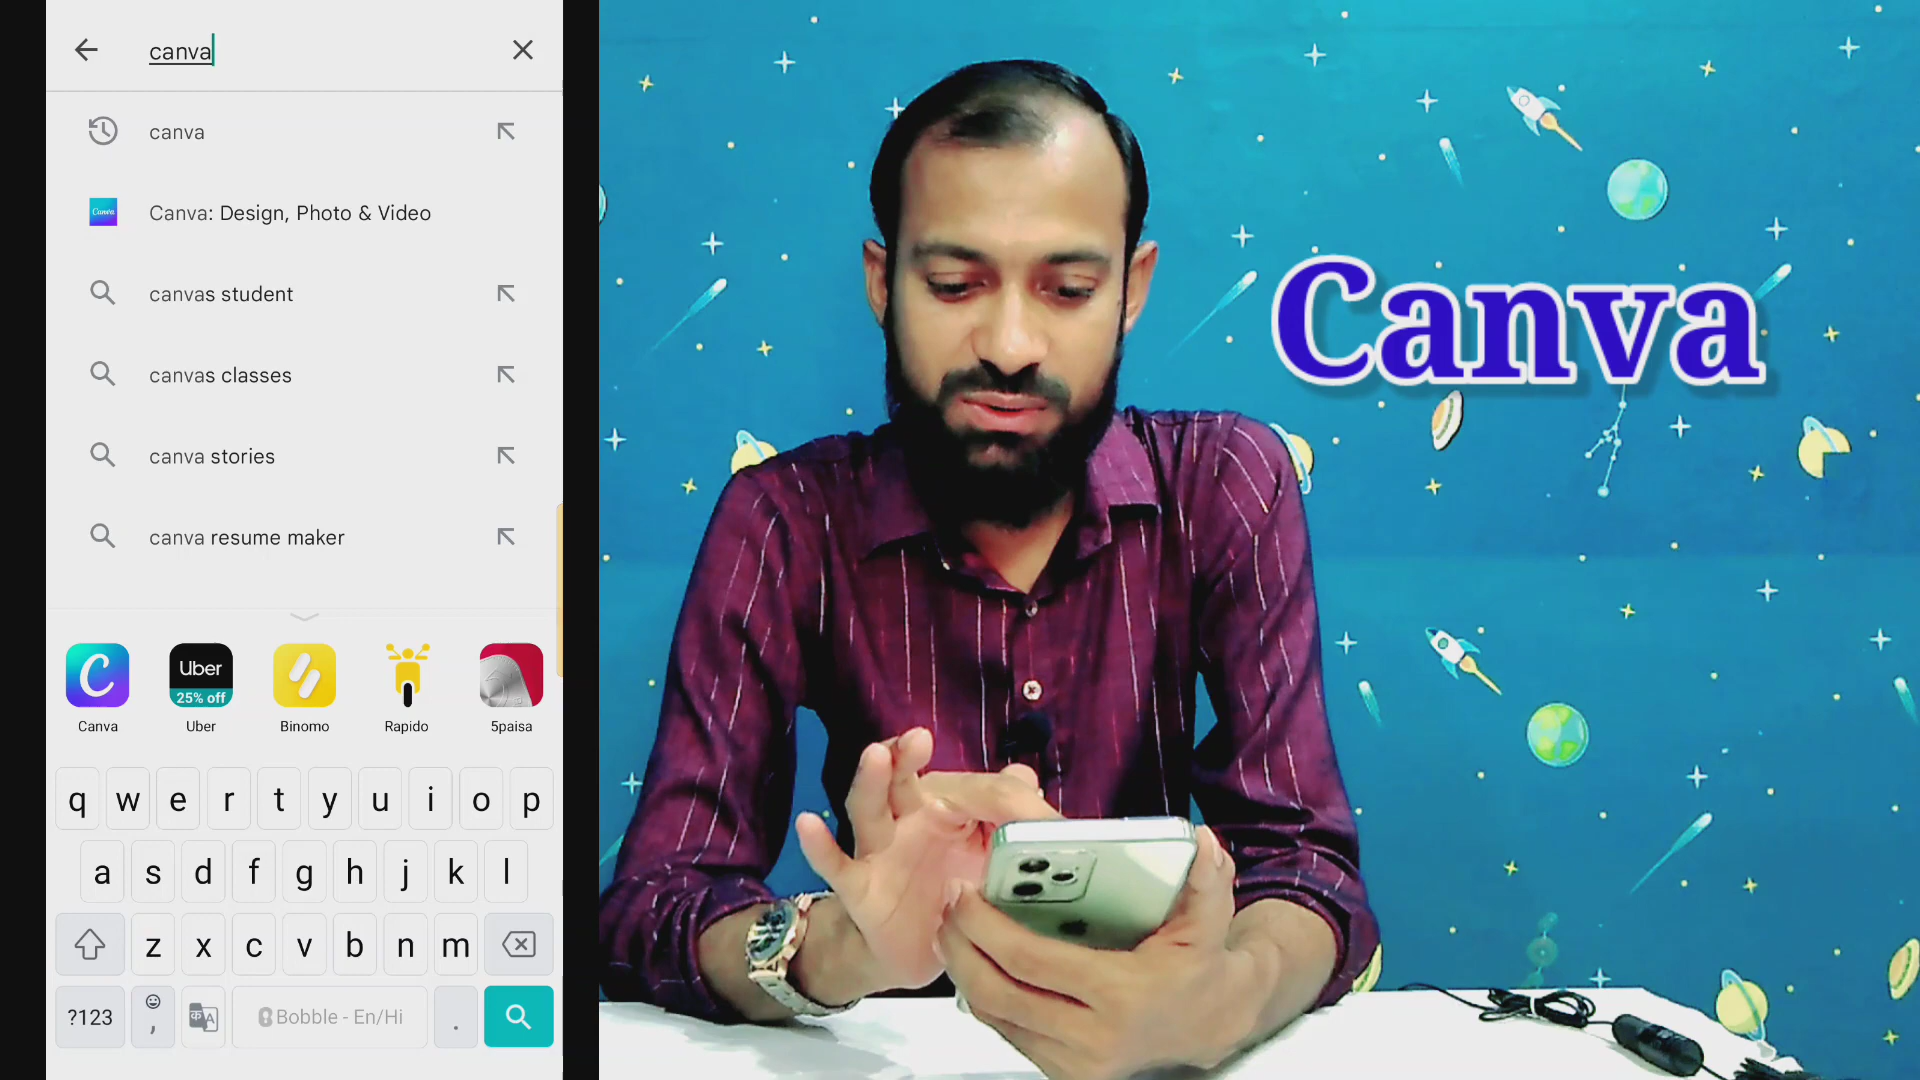 canva
canva
Canva
Canva: Design, Photo & Video
canvas student
canvas classes
canva stories
canva resume maker
C
Uber
25% off
Canva
Uber
Binomo
Rapido
5paisa
q w e r t y u i o p
a s d f g h j k l
z x c v b n m
?123 , क A Bobble - En/Hi .
Canva